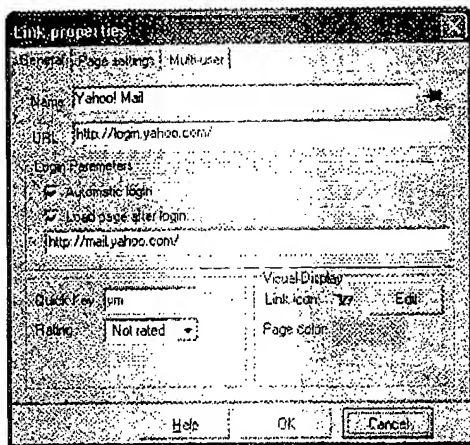 Link properties
General Page settings Multi-user
Name Yahoo! Mail
URL http://login.yahoo.com/
Login Parameters
Automatic login
Load page after login:
http://mail.yahoo.com/
Quick Key ym
Rating Not rated
Visual Display
Link icon Edit
Page color
Help OK Cancel